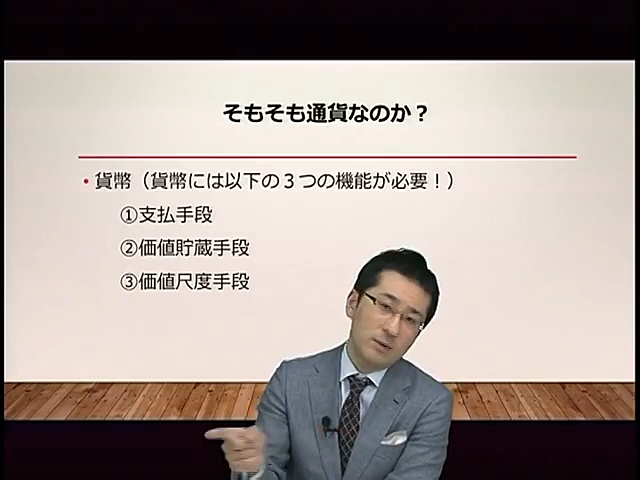 そもそも通貨なのか？
・貨幣（貨幣には以下の３つの機能が必要！）
①支払手段
②価値貯蔵手段
③価値尺度手段